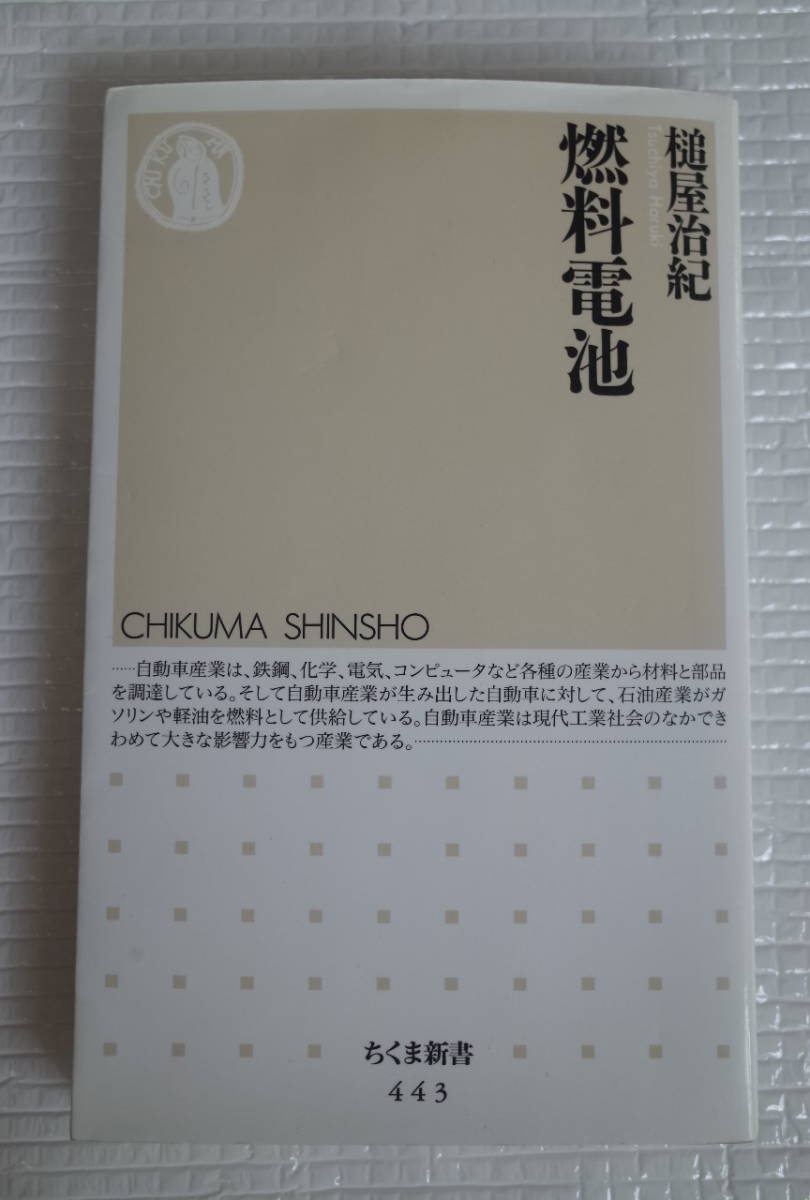 槌屋治紀
Tsuchiya Haruki
燃料電池
CHIKUMA SHINSHO
……自動車産業は、鉄鋼、化学、電気、コンピュータなど各種の産業から材料と部品
を調達している。そして自動車産業が生み出した自動車に対して、石油産業がガ
ソリンや軽油を燃料として供給している。自動車産業は現代工業社会のなかでき
わめて大きな影響力をもつ産業である。……
ちくま新書
443